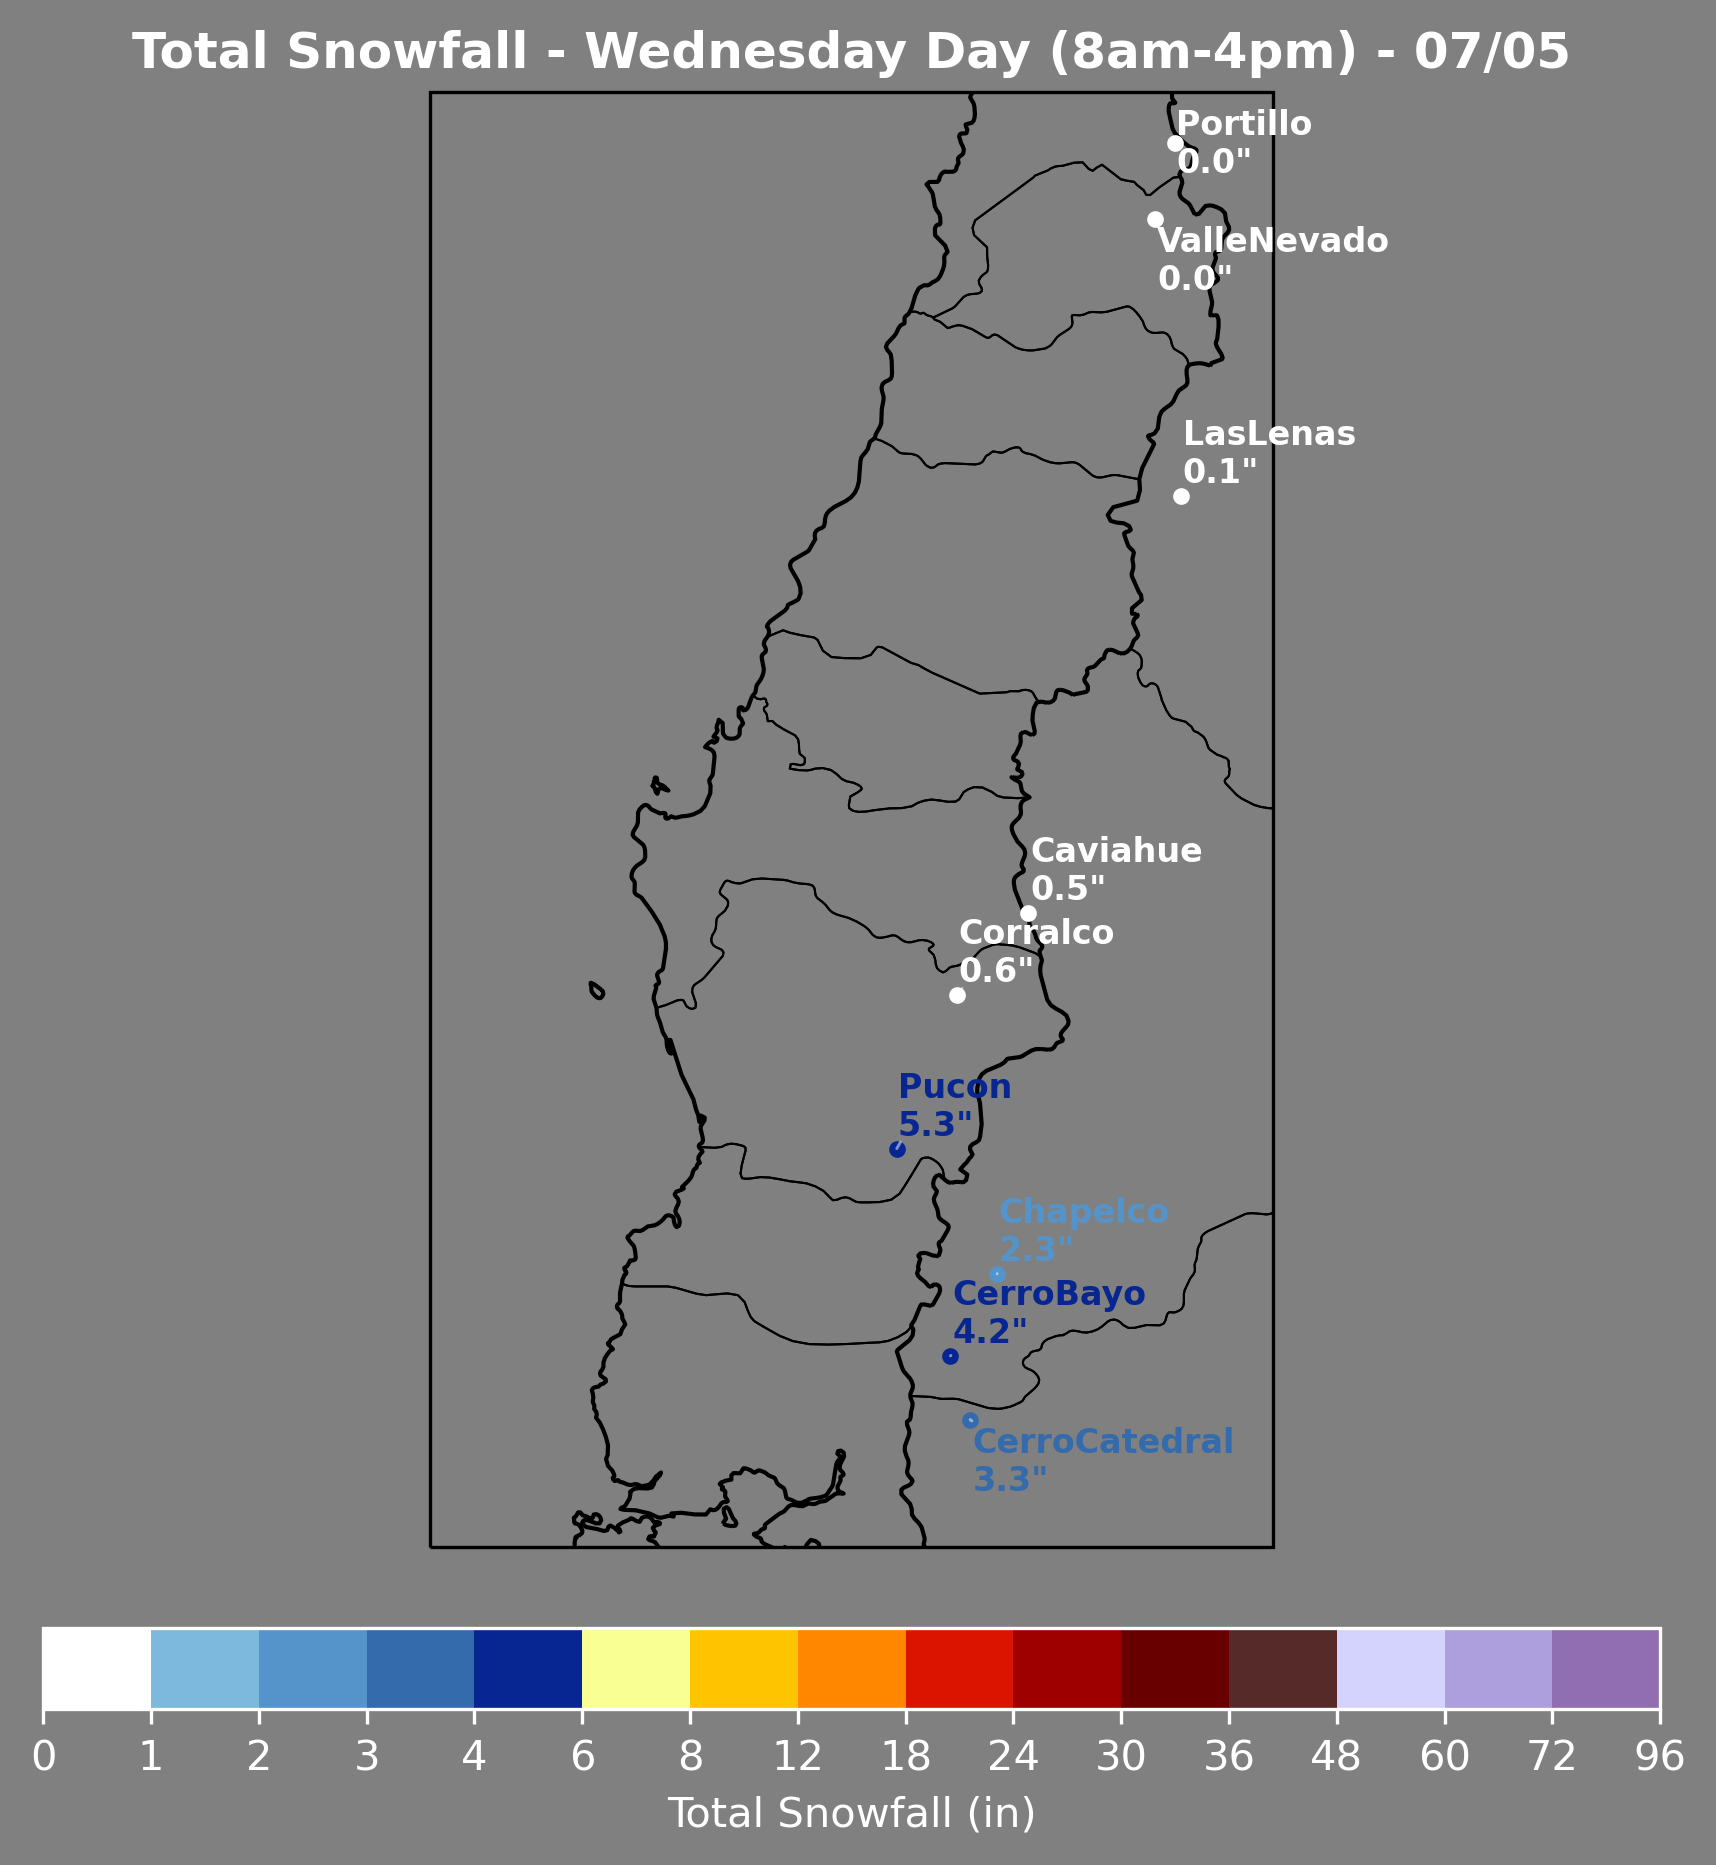 Total Snowfall - Wednesday Day (8am-4pm) - 07/05
Portillo
0.0"
ValleNevado
0.0"
LasLenas
0.1"
Caviahue
0.5"
Corralco
0.6"
Pucon
5.3"
Chapelco
2.3"
CerroBayo
4.2"
CerroCatedral
3.3"
0 1 2 3 4 6 8 12 18 24 30 36 48 60 72 96
Total Snowfall (in)